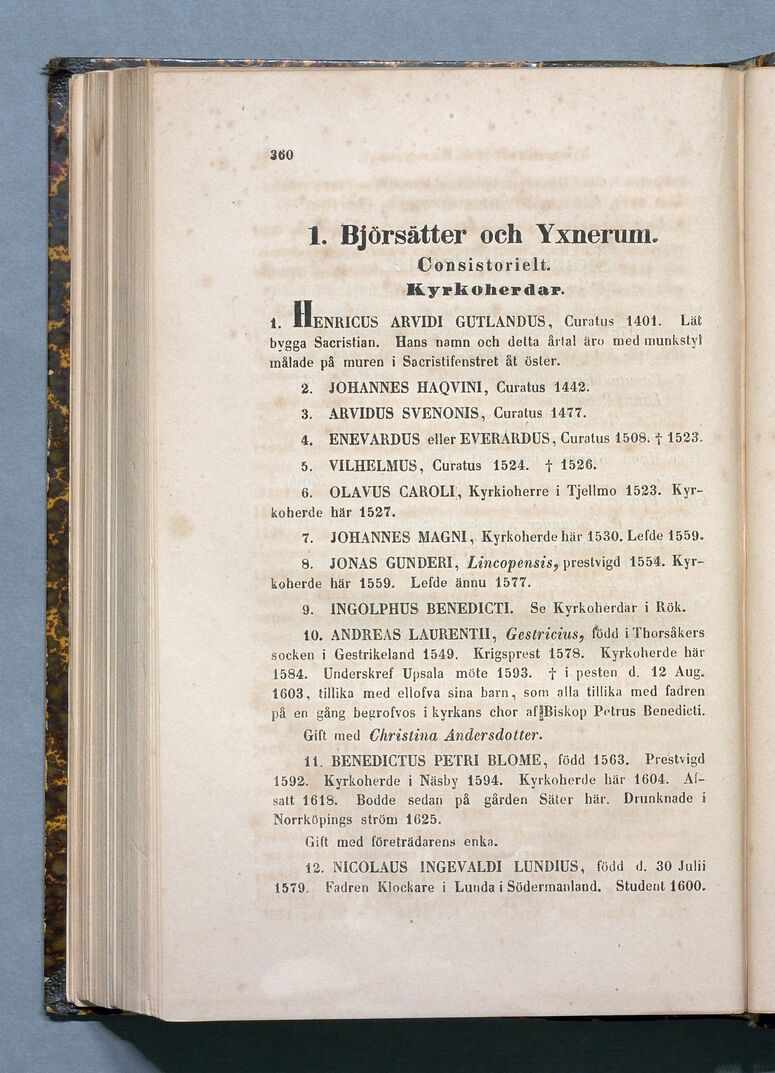 360
1. Björsätter och Yxnerum.
Consistorielt.
Kyrkoherdar.
1. HENRICUS ARVIDI GUTLANDUS, Curatus 1401. Lät
bygga Sacristian. Hans namn och detta årtal äro med munkstyl
målade på muren i Sacristifenstret åt öster.
2. JOHANNES HAQVINI, Curatus 1442.
3. ARVIDUS SVENONIS, Curatus 1477.
4. ENEVARDUS eller EVERARDUS, Curatus 1508. † 1523.
5. VILHELMUS, Curatus 1524. † 1526.
6. OLAVUS CAROLI, Kyrkioherre i Tjellmo 1523. Kyr-
koherde här 1527.
7. JOHANNES MAGNI, Kyrkoherde här 1530. Lefde 1559.
8. JONAS GUNDERI, Lincopensis, prestvigd 1554. Kyr-
koherde här 1559. Lefde ännu 1577.
9. INGOLPHUS BENEDICTI. Se Kyrkoherdar i Rök.
10. ANDREAS LAURENTII, Gestricius, född i Thorsåkers
socken i Gestrikeland 1549. Krigsprest 1578. Kyrkoherde här
1584. Underskref Upsala möte 1593. † i pesten d. 12 Aug.
1603, tillika med ellofva sina barn, som alla tillika med fadren
på en gång begrofvos i kyrkans chor af Biskop Petrus Benedicti.
Gift med Christina Andersdotter.
11. BENEDICTUS PETRI BLOME, född 1563. Prestvigd
1592. Kyrkoherde i Näsby 1594. Kyrkoherde här 1604. Af-
satt 1618. Bodde sedan på gården Säter här. Drunknade i
Norrköpings ström 1625.
Gift med företrädarens enka.
12. NICOLAUS INGEVALDI LUNDIUS, född d. 30 Julii
1579. Fadren Klockare i Lunda i Södermanland. Student 1600.